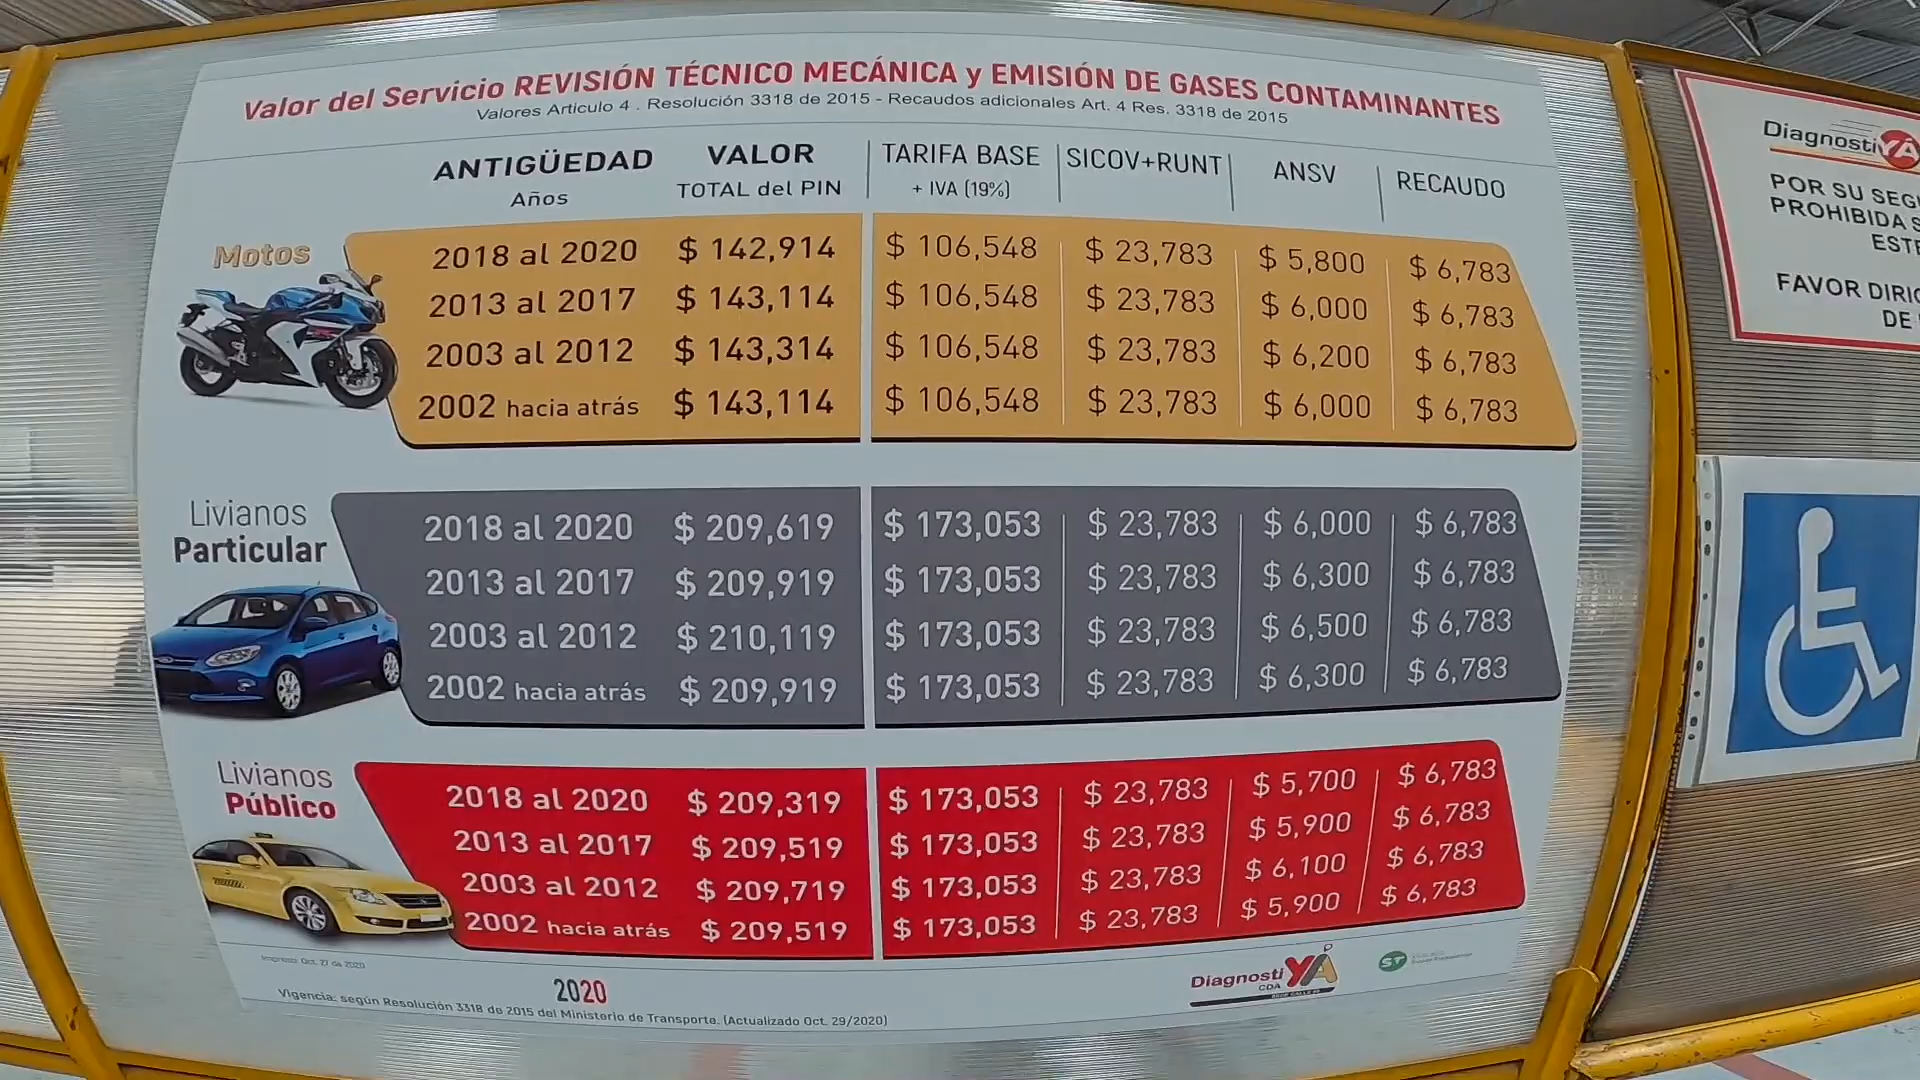 Valor del Servicio REVISIÓN TÉCNICO MECÁNICA y EMISIÓN DE GASES CONTAMINANTES
Valores Articulo 4 . Resolución 3318 de 2015 - Recaudos adicionales Art. 4 Res. 3318 de 2015
ANTIGÜEDAD VALOR TARIFA BASE SICOV+RUNT ANSV RECAUDO
Años TOTAL del PIN + IVA (19%)
Motos
2018 al 2020 $ 142,914 $ 106,548 $ 23,783 $ 5,800 $ 6,783
2013 al 2017 $ 143,114 $ 106,548 $ 23,783 $ 6,000 $ 6,783
2003 al 2012 $ 143,314 $ 106,548 $ 23,783 $ 6,200 $ 6,783
2002 hacia atrás $ 143,114 $ 106,548 $ 23,783 $ 6,000 $ 6,783
Livianos
Particular
2018 al 2020 $ 209,619 $ 173,053 $ 23,783 $ 6,000 $ 6,783
2013 al 2017 $ 209,919 $ 173,053 $ 23,783 $ 6,300 $ 6,783
2003 al 2012 $ 210,119 $ 173,053 $ 23,783 $ 6,500 $ 6,783
2002 hacia atrás $ 209,919 $ 173,053 $ 23,783 $ 6,300 $ 6,783
Livianos
Público
2018 al 2020 $ 209,319 $ 173,053 $ 23,783 $ 5,700 $ 6,783
2013 al 2017 $ 209,519 $ 173,053 $ 23,783 $ 5,900 $ 6,783
2003 al 2012 $ 209,719 $ 173,053 $ 23,783 $ 6,100 $ 6,783
2002 hacia atrás $ 209,519 $ 173,053 $ 23,783 $ 5,900 $ 6,783
Impreso Oct. 27 de 2020
2020
Vigencia: según Resolución 3318 de 2015 del Ministerio de Transporte. (Actualizado Oct. 29/2020)
DiagnostiYA
CDA
ST
DiagnostiYA
POR SU SEGU
PROHIBIDA S
ESTE
FAVOR DIRIG
DE